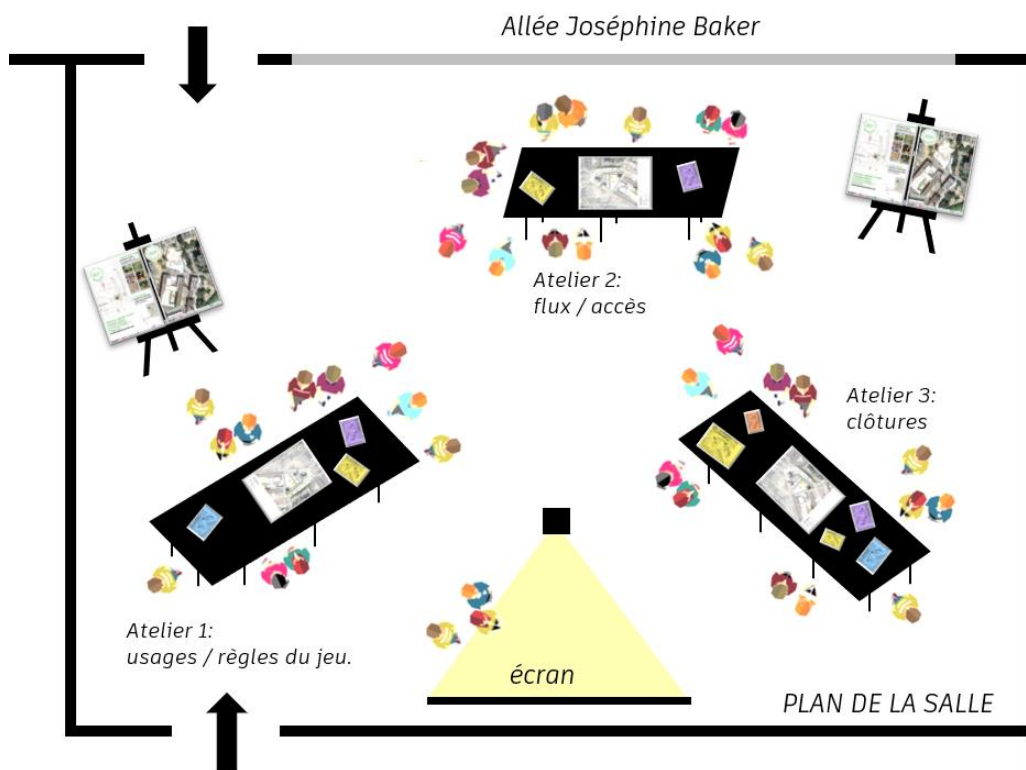 Allée Joséphine Baker
Atelier 2:
flux / accès
Atelier 3:
clôtures
Atelier 1:
usages / règles du jeu.
écran
PLAN DE LA SALLE